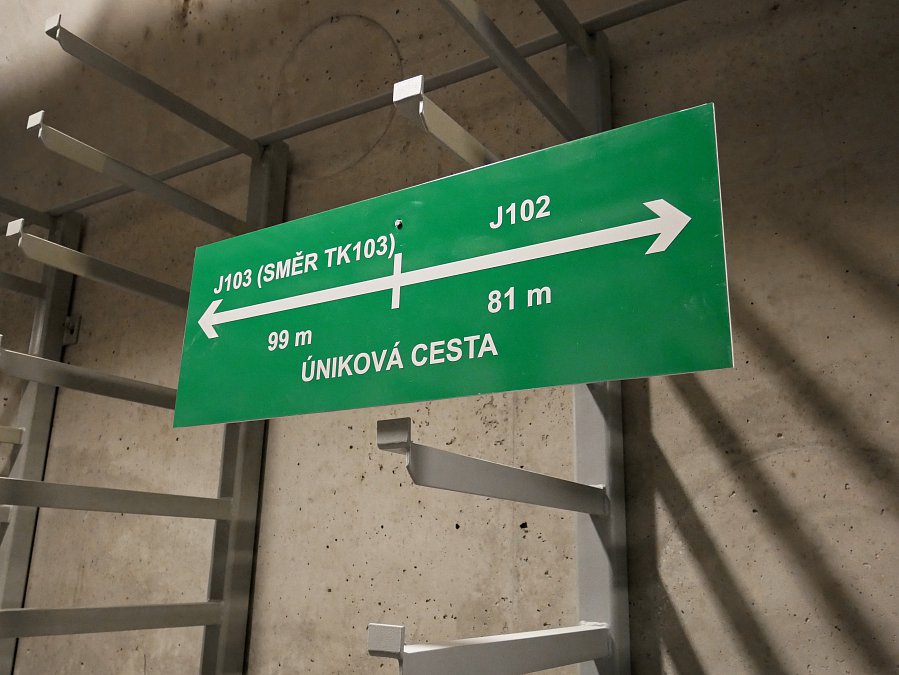 J103 (SMĚR TK103)
J102
99 m
81 m
ÚNIKOVÁ CESTA